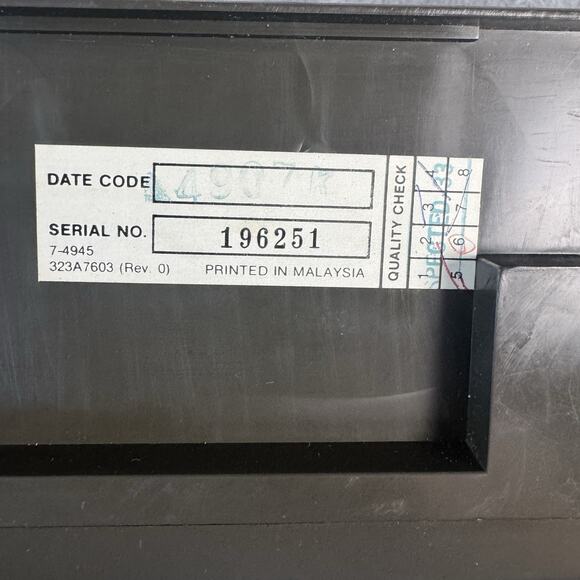 DATE CODE
SERIAL NO. 196251
7-4945
323A7603 (Rev. 0) PRINTED IN MALAYSIA
QUALITY CHECK
1 2 3 4
5 6 7 8